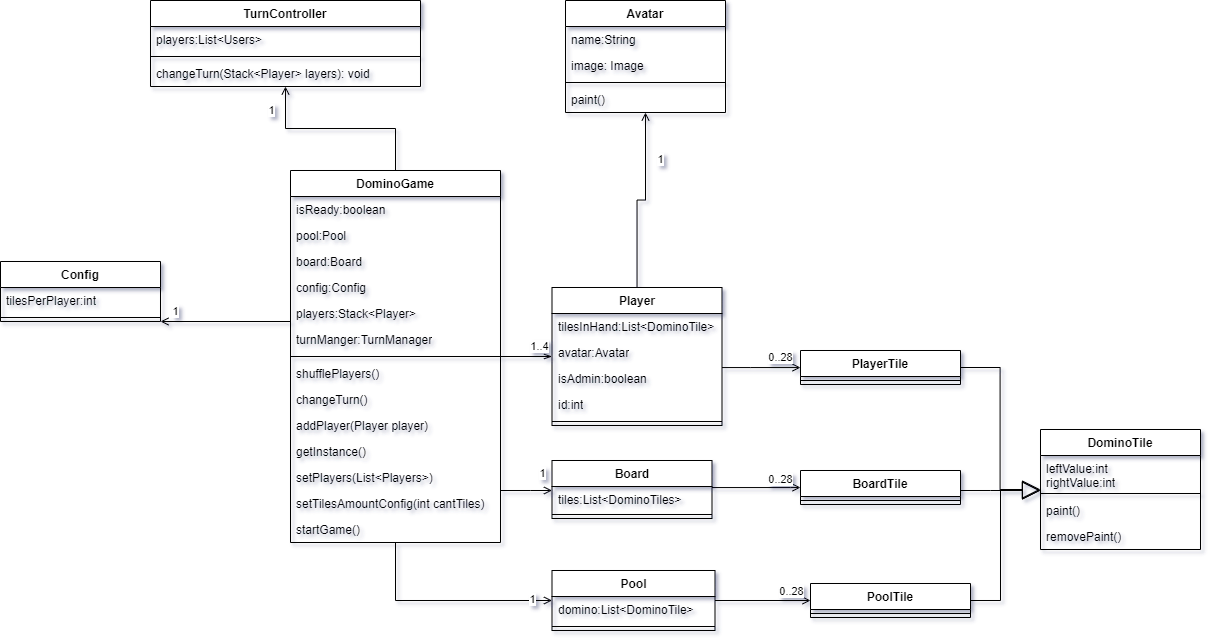 TurnController
players:List<Users>
changeTurn(Stack<Player> layers): void
1
Avatar
name:String
image: Image
paint()
1
DominoGame
isReady:boolean
pool:Pool
board:Board
config:Config
players:Stack<Player>
turnManger:TurnManager
shufflePlayers()
changeTurn()
addPlayer(Player player)
getInstance()
setPlayers(List<Players>)
setTilesAmountConfig(int cantTiles)
startGame()
Config
tilesPerPlayer:int
1
1..4
Player
tilesInHand:List<DominoTile>
avatar:Avatar
isAdmin:boolean
id:int
0..28
PlayerTile
1
Board
tiles:List<DominoTiles>
0..28
BoardTile
1
Pool
domino:List<DominoTile>
0..28
PoolTile
DominoTile
leftValue:int
rightValue:int
paint()
removePaint()